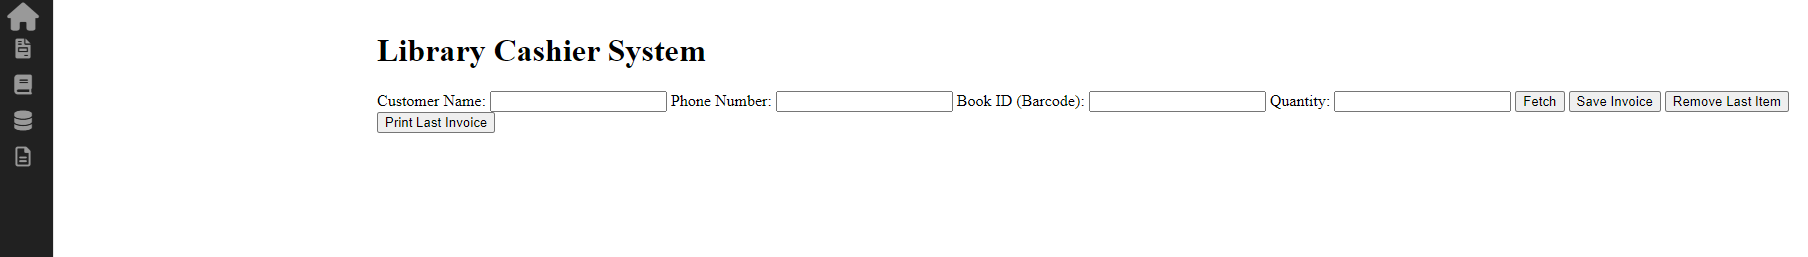 Library Cashier System
Customer Name: Phone Number: Book ID (Barcode): Quantity: Fetch Save Invoice Remove Last Item
Print Last Invoice